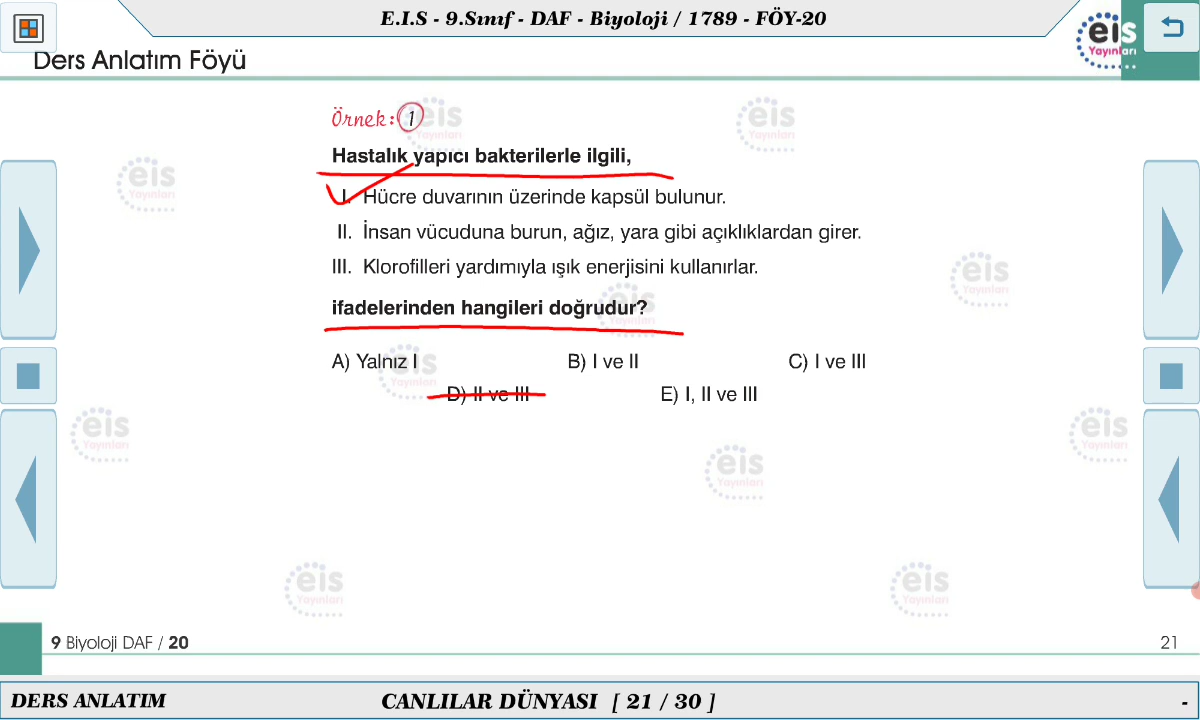 E.I.S - 9.Sınıf - DAF - Biyoloji / 1789 - FÖY-20
eis
Yayınları
Ders Anlatım Föyü
Örnek: 1
Hastalık yapıcı bakterilerle ilgili,
I. Hücre duvarının üzerinde kapsül bulunur.
II. İnsan vücuduna burun, ağız, yara gibi açıklıklardan girer.
III. Klorofilleri yardımıyla ışık enerjisini kullanırlar.
ifadelerinden hangileri doğrudur?
A) Yalnız I B) I ve II C) I ve III
D) II ve III E) I, II ve III
9 Biyoloji DAF / 20 21
DERS ANLATIM CANLILAR DÜNYASI [ 21 / 30 ] -